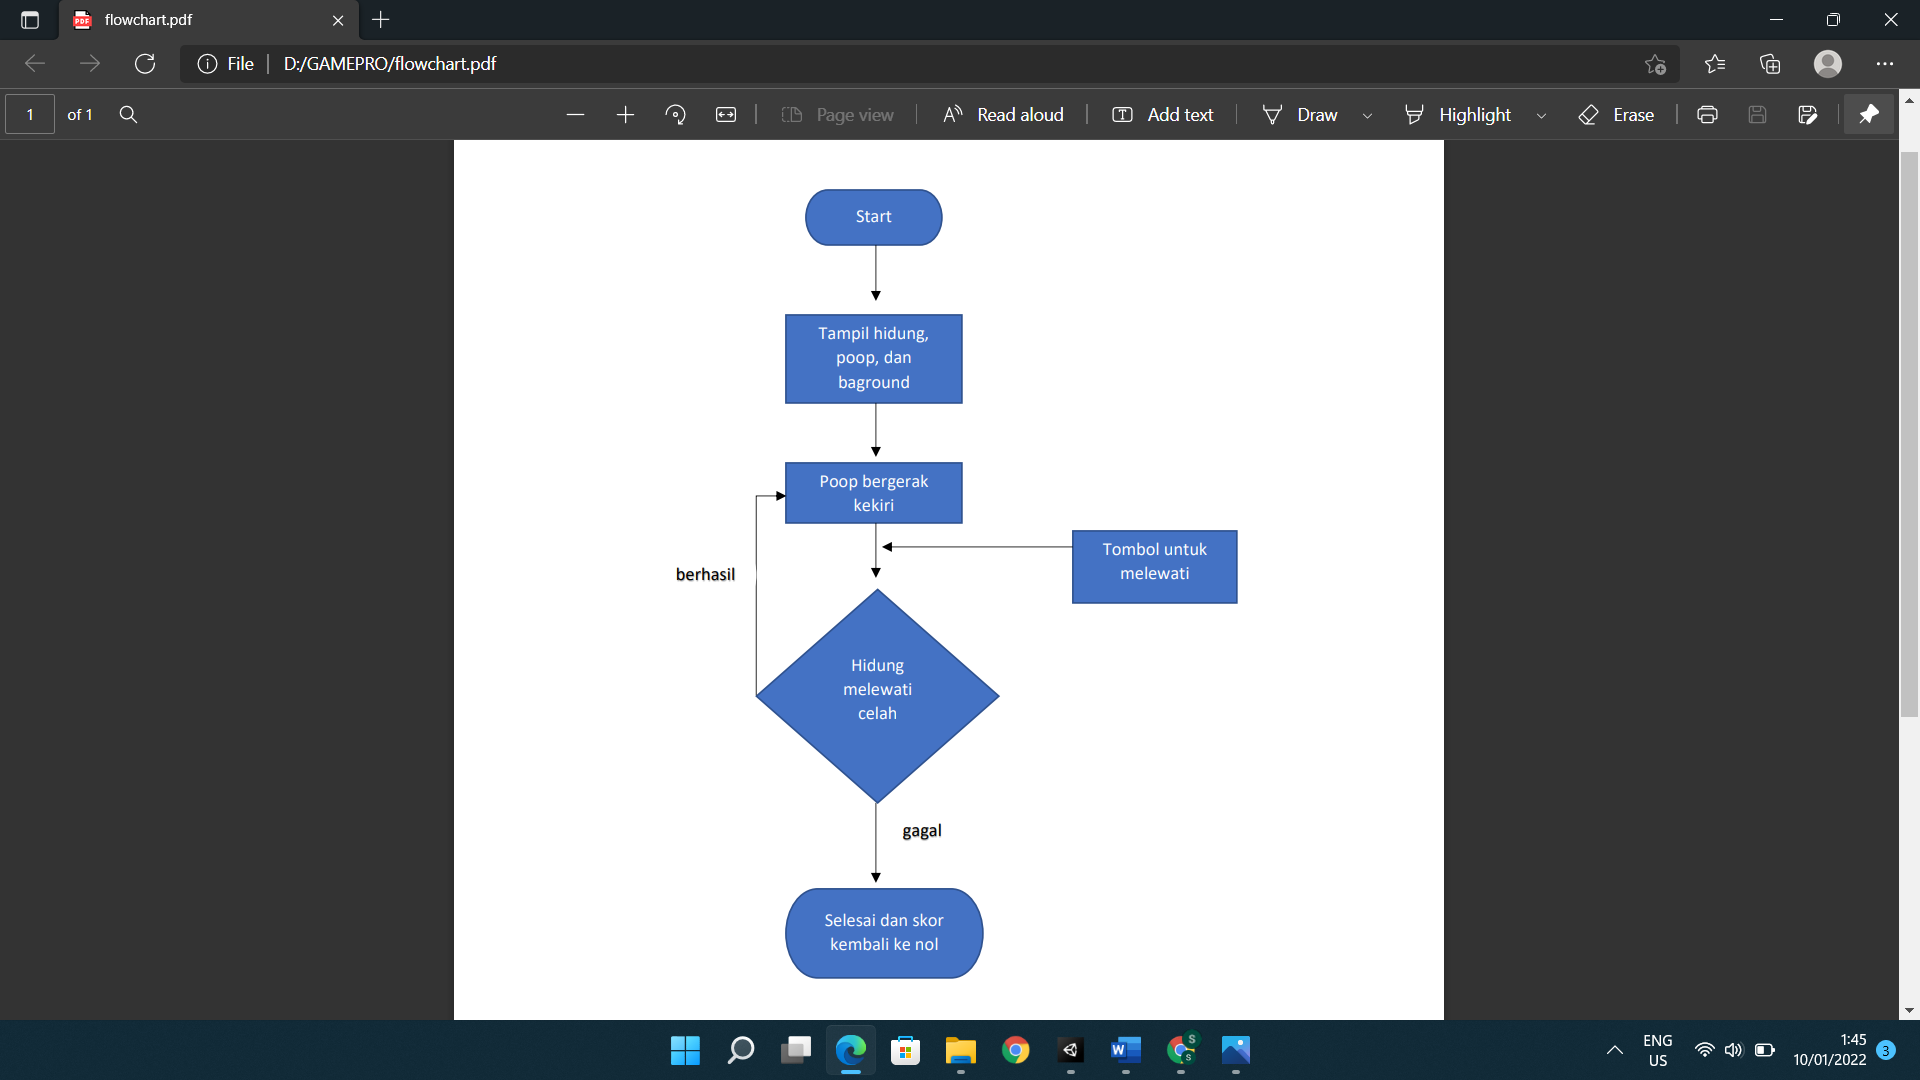 flowchart.pdf
File
D:/GAMEPRO/flowchart.pdf
1 of 1
Page view
Read aloud
Add text
Draw
Highlight
Erase
Start
Tampil hidung,
poop, dan
baground
Poop bergerak
kekiri
Tombol untuk
melewati
berhasil
Hidung
melewati
celah
gagal
Selesai dan skor
kembali ke nol
ENG
US
1:45
10/01/2022
3